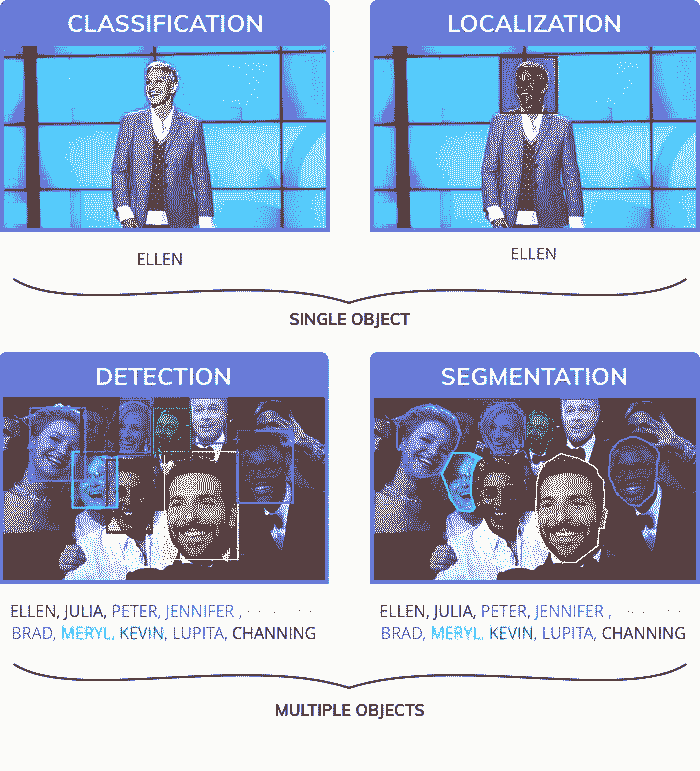 CLASSIFICATION
LOCALIZATION
ELLEN
ELLEN
SINGLE OBJECT
DETECTION
SEGMENTATION
ELLEN, JULIA, PETER, JENNIFER ,
BRAD, MERYL, KEVIN, LUPITA, CHANNING
ELLEN, JULIA, PETER, JENNIFER ,
BRAD, MERYL, KEVIN, LUPITA, CHANNING
MULTIPLE OBJECTS